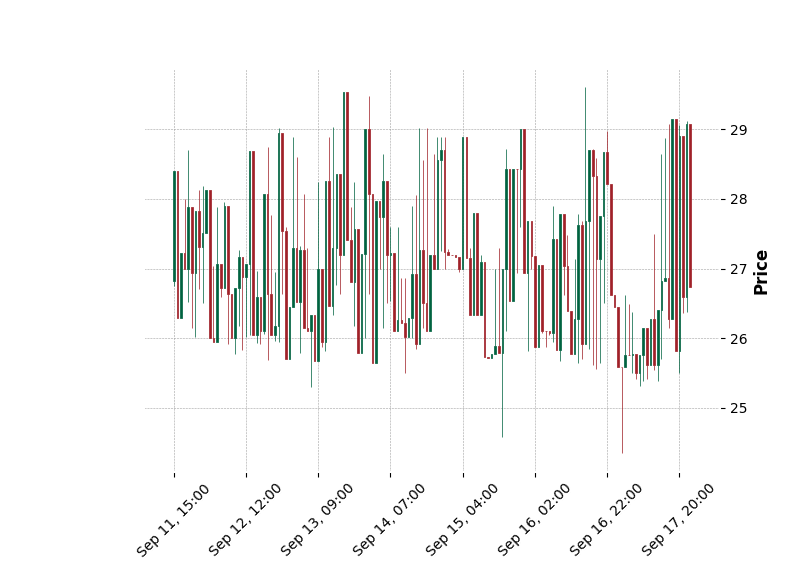 29
28
27
26
25
Price
Sep 11, 15:00
Sep 12, 12:00
Sep 13, 09:00
Sep 14, 07:00
Sep 15, 04:00
Sep 16, 02:00
Sep 16, 22:00
Sep 17, 20:00